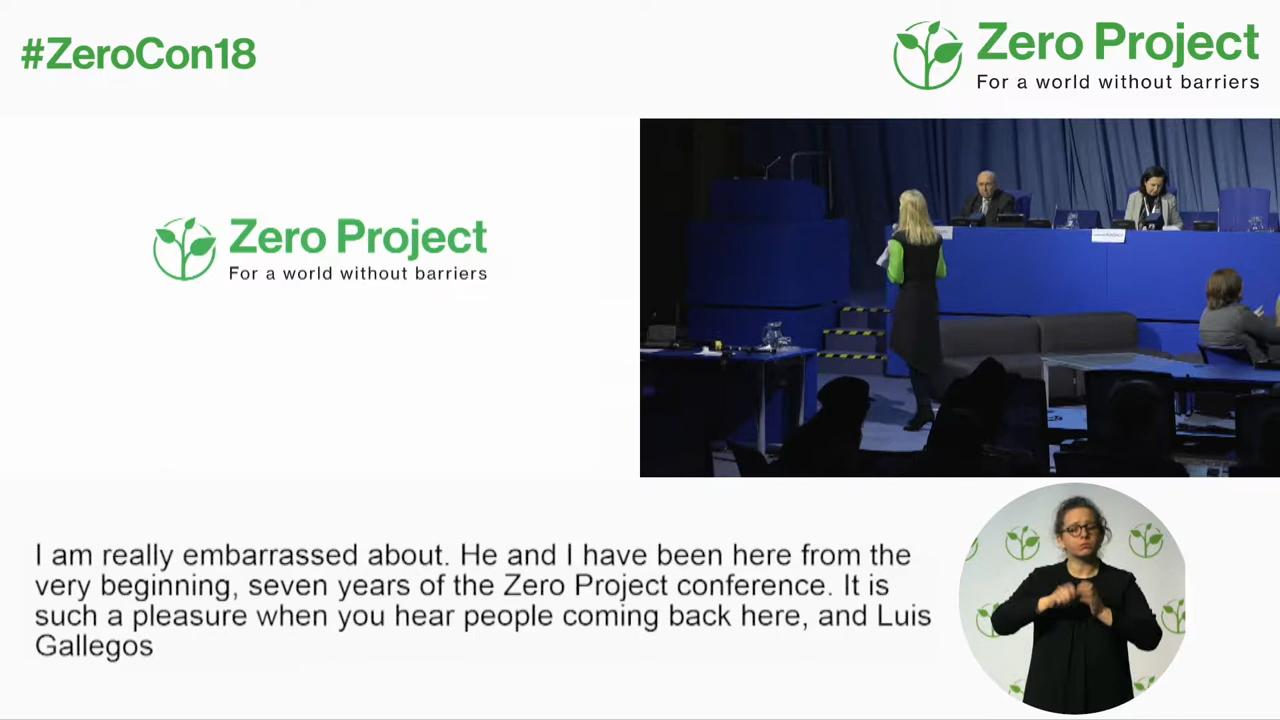 #ZeroCon18
Zero Project
For a world without barriers
Zero Project
For a world without barriers
I am really embarrassed about. He and I have been here from the
very beginning, seven years of the Zero Project conference. It is
such a pleasure when you hear people coming back here, and Luis
Gallegos